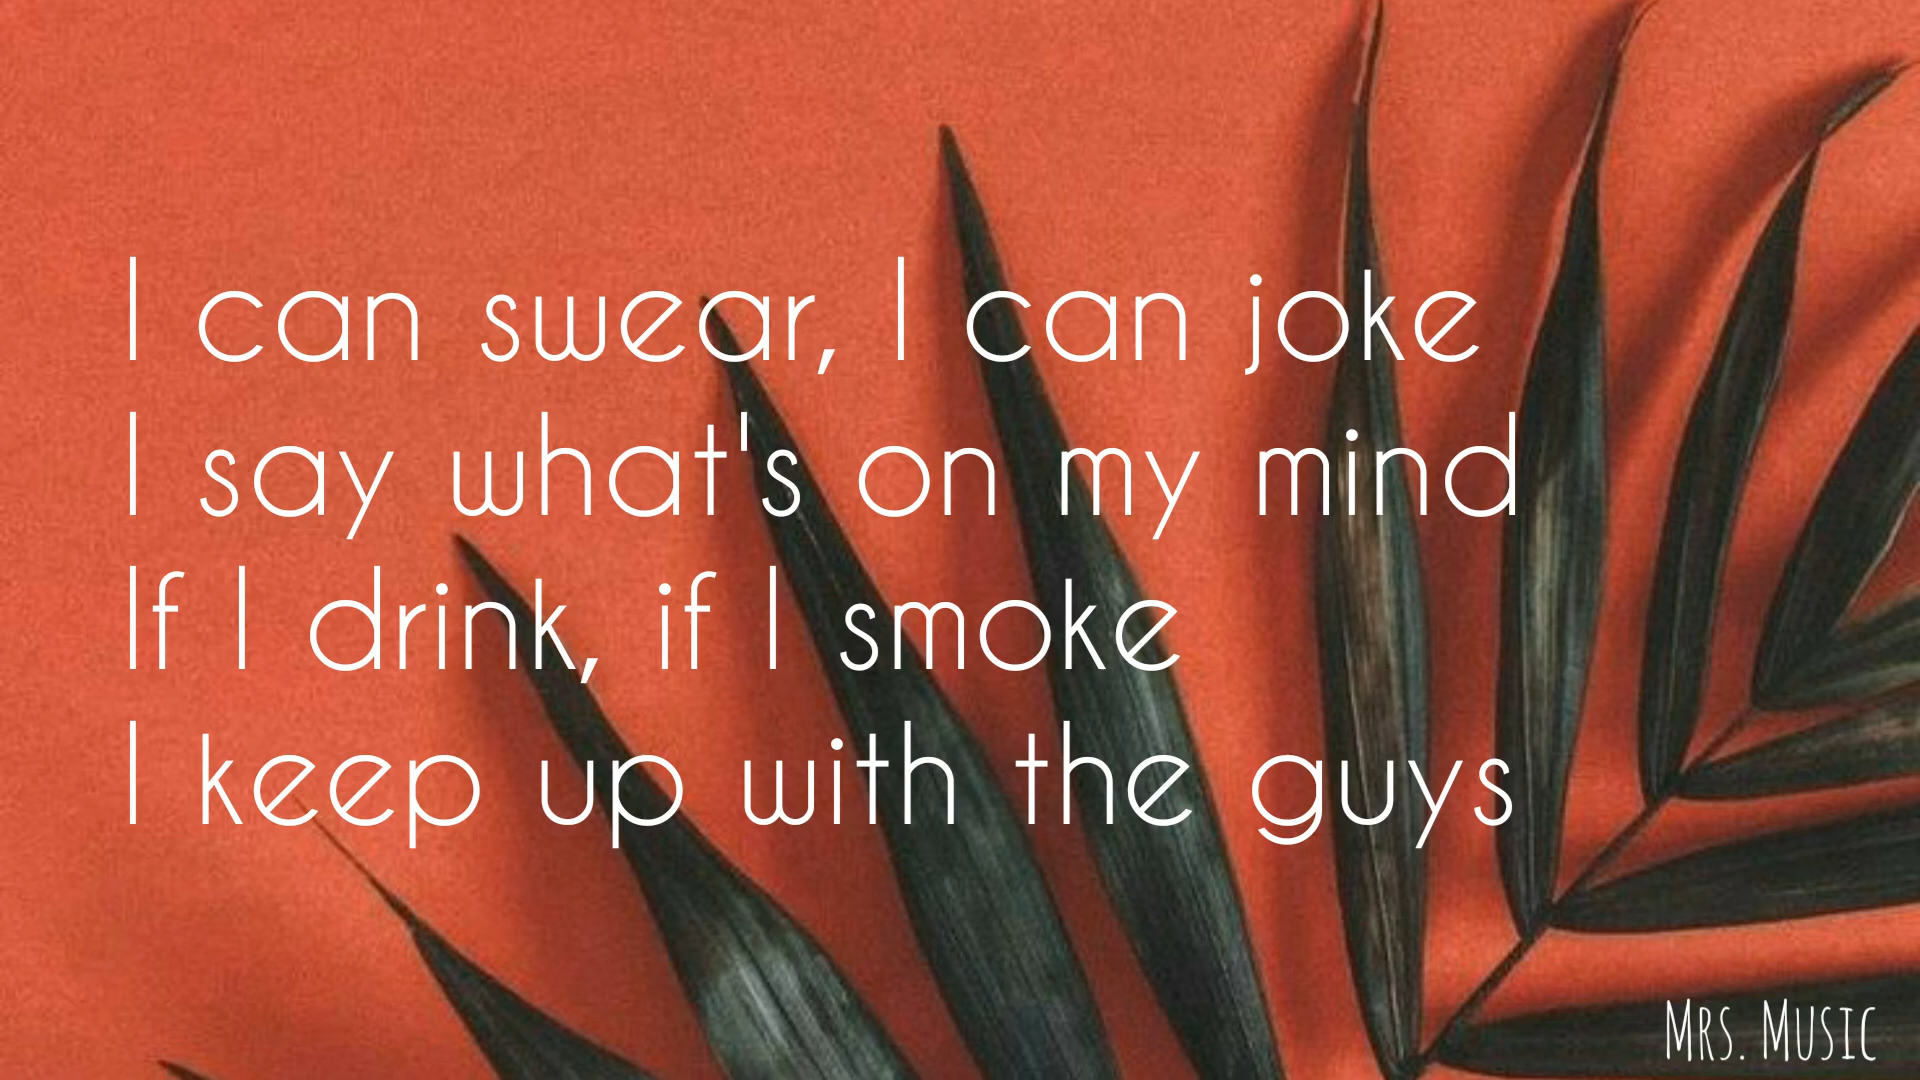 I can swear, I can joke
I say what's on my mind
If I drink, if I smoke
I keep up with the guys
Mrs. Music